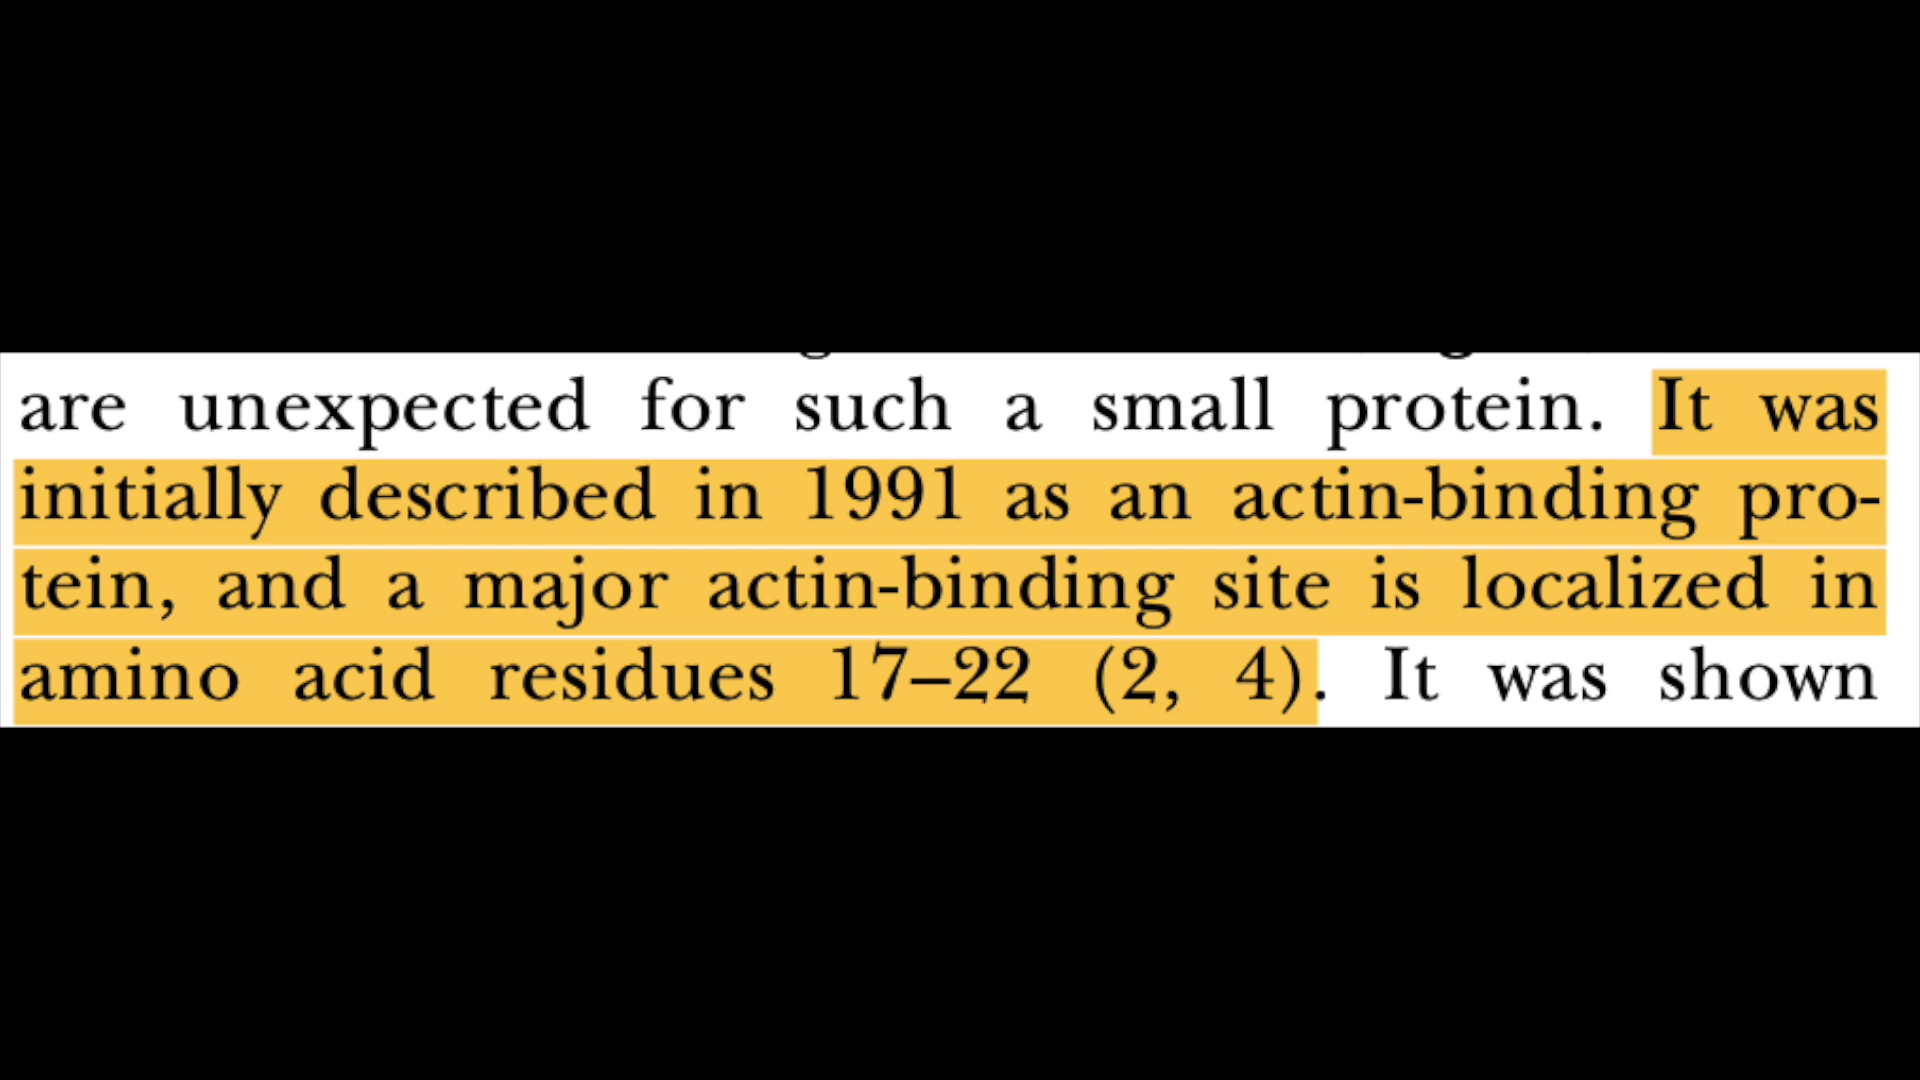 are unexpected for such a small protein. It was
initially described in 1991 as an actin-binding pro-
tein, and a major actin-binding site is localized in
amino acid residues 17–22 (2, 4). It was shown